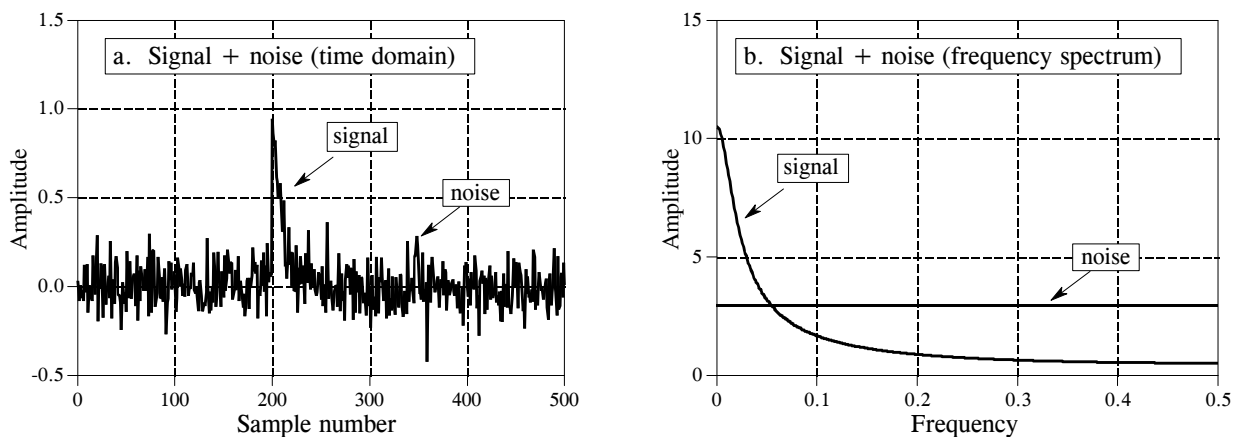 a. Signal + noise (time domain)
1.5
1.0
0.5
0.0
-0.5
Amplitude
signal
noise
0 100 200 300 400 500
Sample number
b. Signal + noise (frequency spectrum)
15
10
5
0
Amplitude
signal
noise
0 0.1 0.2 0.3 0.4 0.5
Frequency